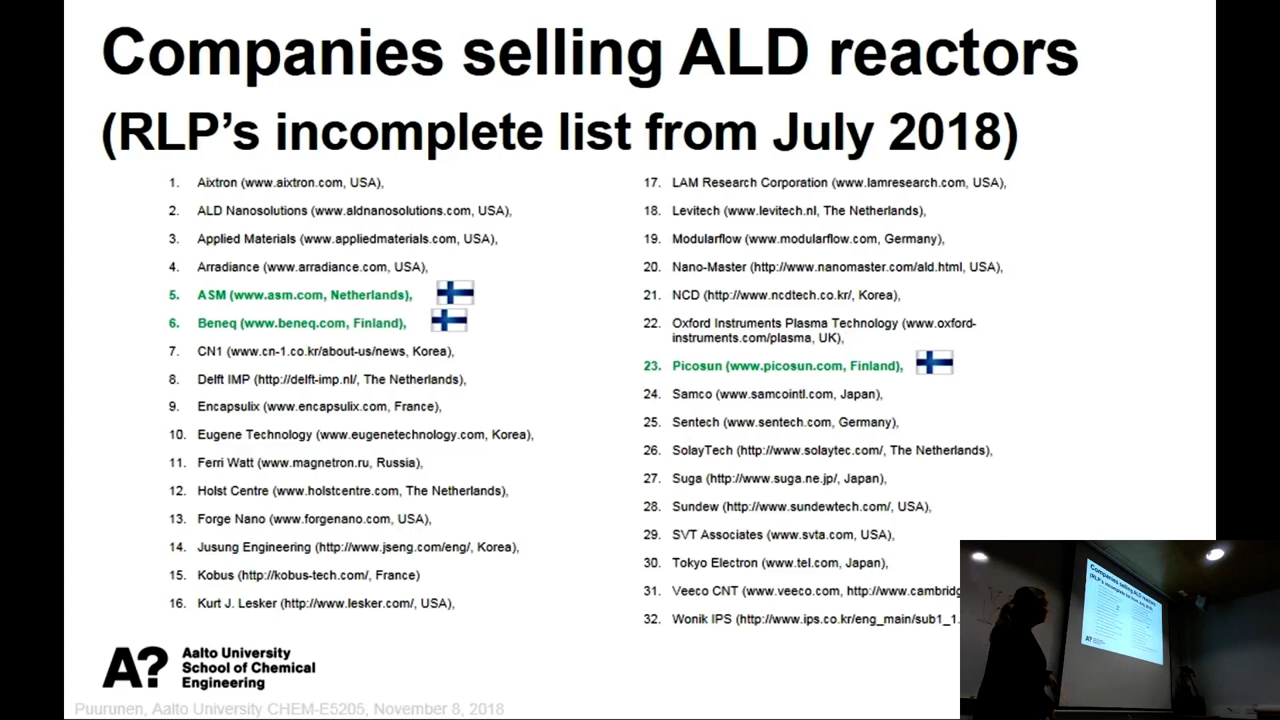 Companies selling ALD reactors
(RLP's incomplete list from July 2018)
1. Aixtron (www.aixtron.com, USA),
2. ALD Nanosolutions (www.aldnanosolutions.com, USA),
3. Applied Materials (www.appliedmaterials.com, USA),
4. Arradiance (www.arradiance.com, USA),
5. ASM (www.asm.com, Netherlands),
6. Beneq (www.beneq.com, Finland),
7. CN1 (www.cn-1.co.kr/about-us/news, Korea),
8. Delft IMP (http://delft-imp.nl/, The Netherlands),
9. Encapsulix (www.encapsulix.com, France),
10. Eugene Technology (www.eugenetechnology.com, Korea),
11. Ferri Watt (www.magnetron.ru, Russia),
12. Holst Centre (www.holstcentre.com, The Netherlands),
13. Forge Nano (www.forgenano.com, USA),
14. Jusung Engineering (http://www.jseng.com/eng/, Korea),
15. Kobus (http://kobus-tech.com/, France)
16. Kurt J. Lesker (http://www.lesker.com/, USA),
17. LAM Research Corporation (www.lamresearch.com, USA),
18. Levitech (www.levitech.nl, The Netherlands),
19. Modularflow (www.modularflow.com, Germany),
20. Nano-Master (http://www.nanomaster.com/ald.html, USA),
21. NCD (http://www.ncdtech.co.kr/, Korea),
22. Oxford Instruments Plasma Technology (www.oxford-
instruments.com/plasma, UK),
23. Picosun (www.picosun.com, Finland),
24. Samco (www.samcointl.com, Japan),
25. Sentech (www.sentech.com, Germany),
26. SolayTech (http://www.solaytec.com/, The Netherlands),
27. Suga (http://www.suga.ne.jp/, Japan),
28. Sundew (http://www.sundewtech.com/, USA),
29. SVT Associates (www.svta.com, USA),
30. Tokyo Electron (www.tel.com, Japan),
31. Veeco CNT (www.veeco.com, http://www.cambridg
32. Wonik IPS (http://www.ips.co.kr/eng_main/sub1_1.
A?
Aalto University
School of Chemical
Engineering
Puurunen, Aalto University CHEM-E5205, November 8, 2018
Companies selling ALD reactors
(RLP's incomplete list from July 2018)